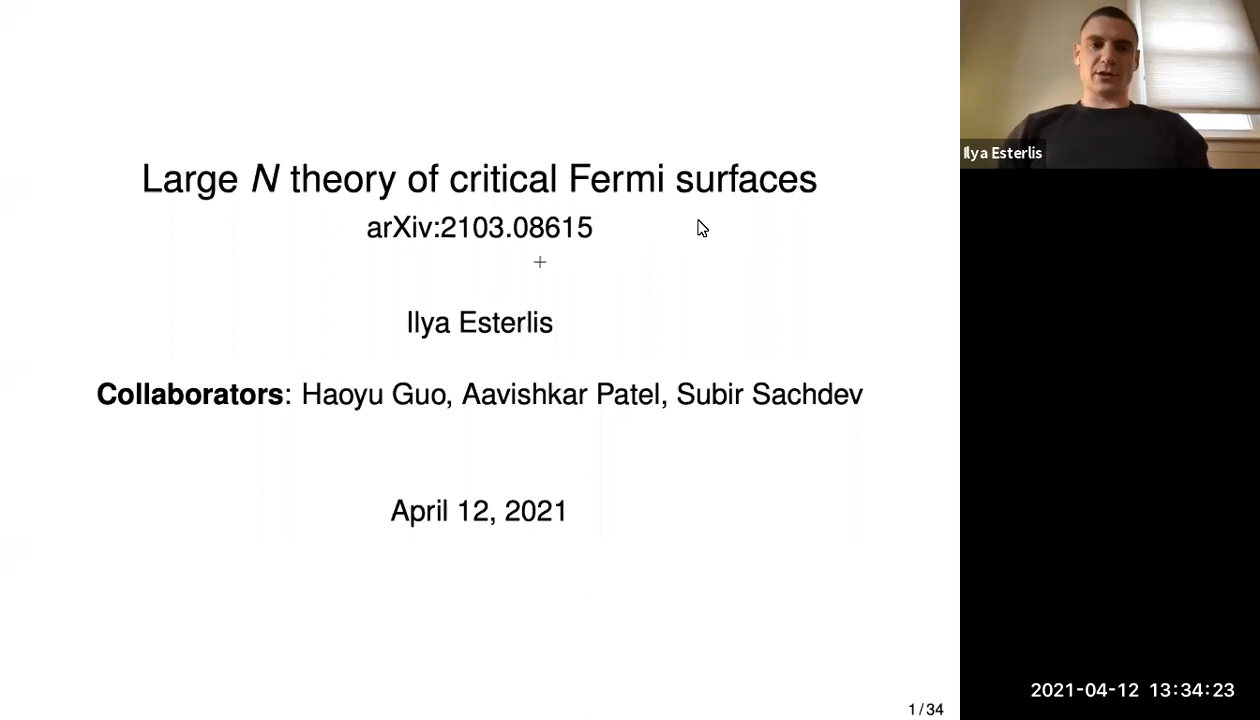 Large N theory of critical Fermi surfaces
arXiv:2103.08615
Ilya Esterlis
Collaborators: Haoyu Guo, Aavishkar Patel, Subir Sachdev
April 12, 2021
1 / 34
Ilya Esterlis
2021-04-12 13:34:23